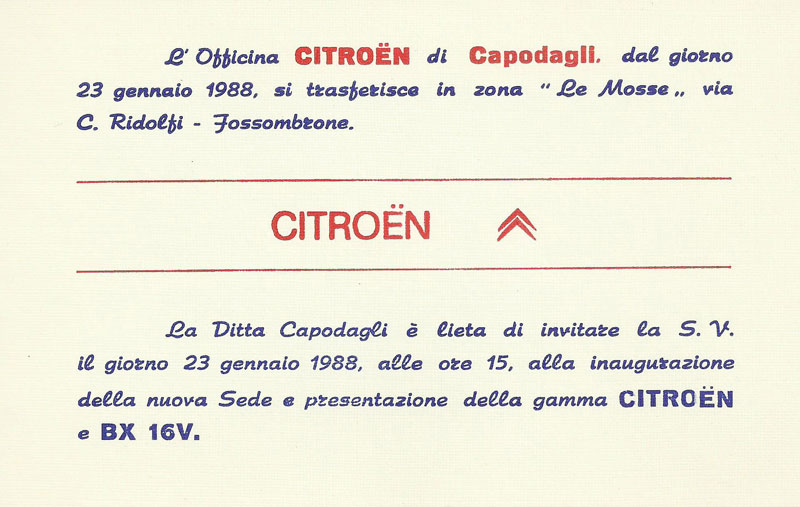 L' Officina CITROËN di Capodagli, dal giorno
23 gennaio 1988, si trasferisce in zona "Le Mosse„ via
C. Ridolfi - Fossombrone.
CITROËN
La Ditta Capodagli è lieta di invitare la S. V.
il giorno 23 gennaio 1988, alle ore 15, alla inaugurazione
della nuova Sede e presentazione della gamma CITROËN
e BX 16V.